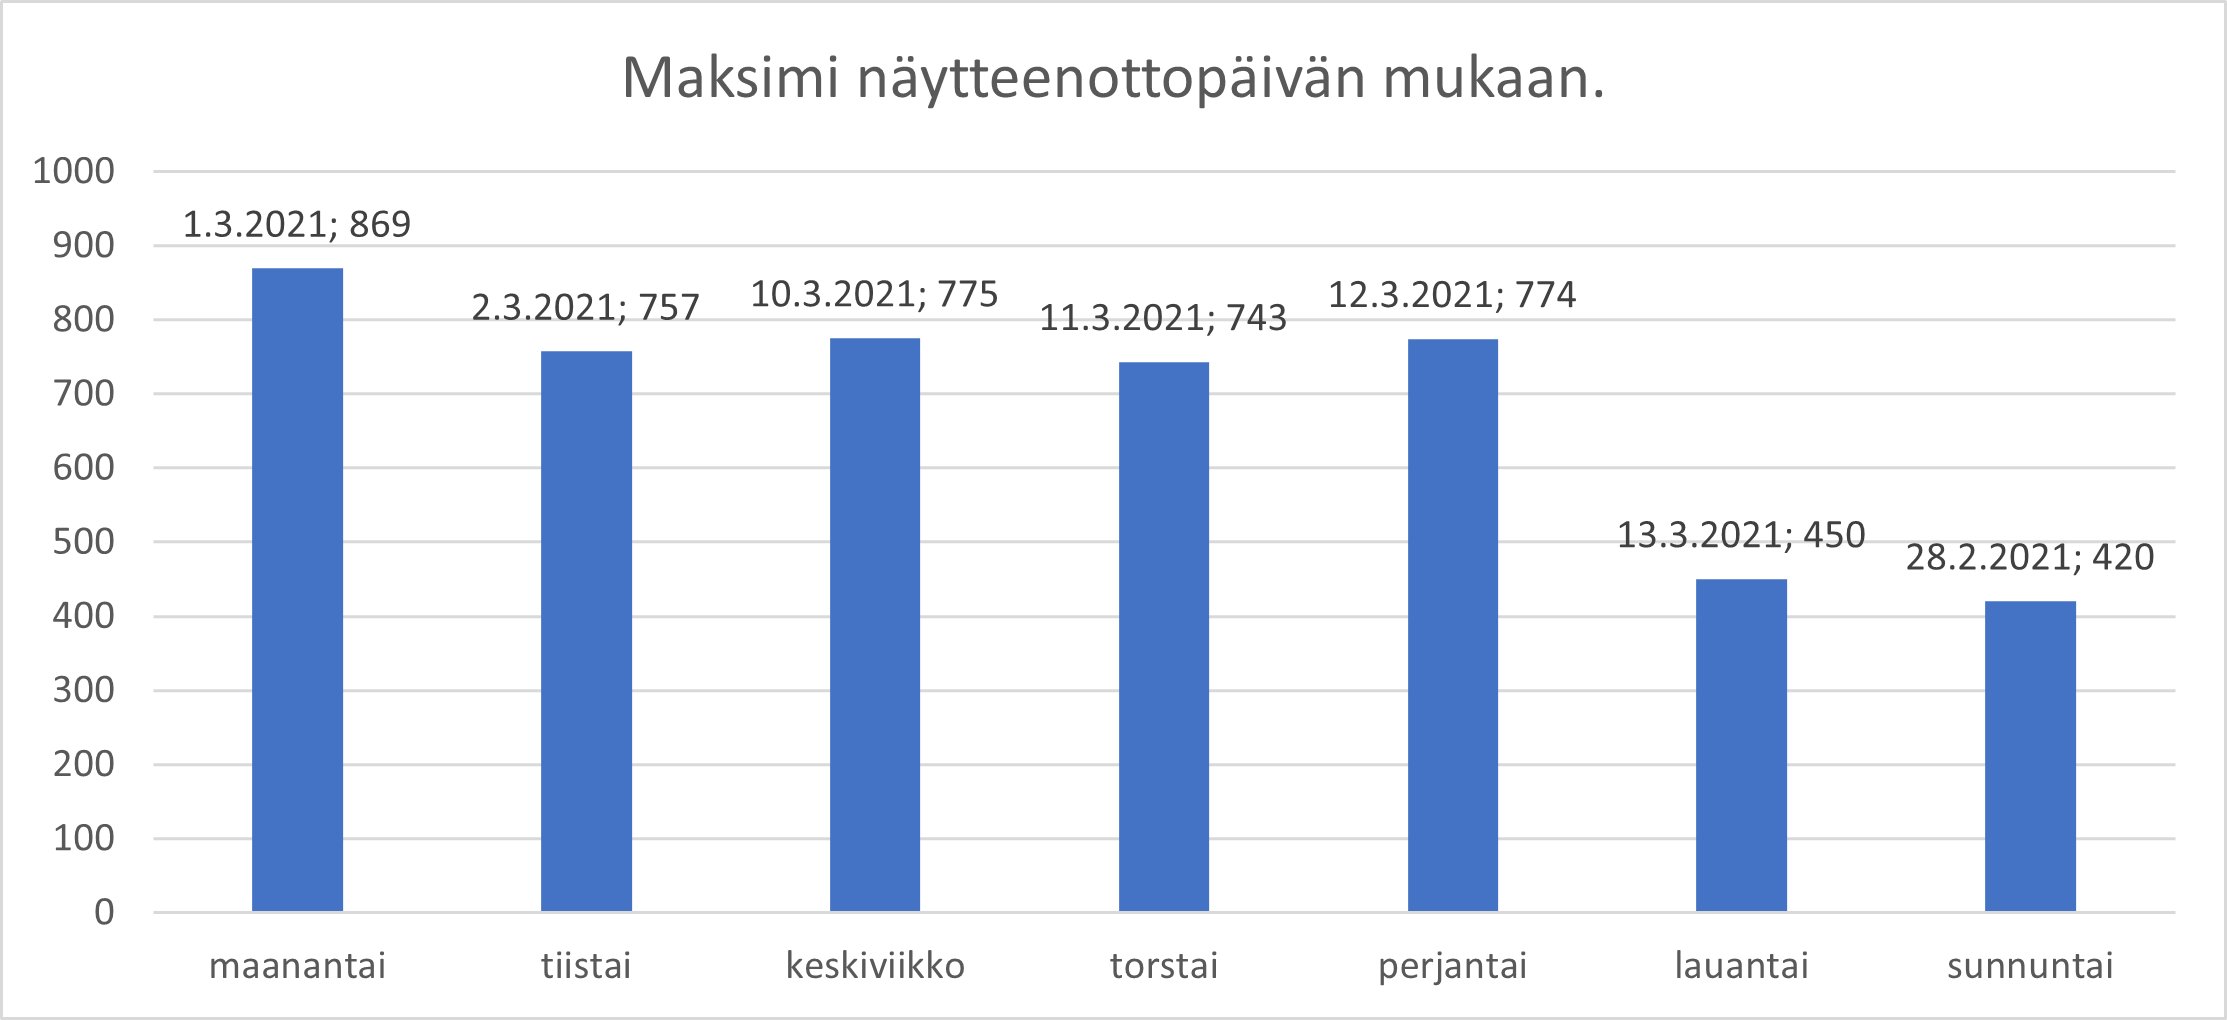 Maksimi näytteenottopäivän mukaan.
1000
900
800
700
600
500
400
300
200
100
0
1.3.2021; 869
2.3.2021; 757
10.3.2021; 775
11.3.2021; 743
12.3.2021; 774
13.3.2021; 450
28.2.2021; 420
maanantai
tiistai
keskiviikko
torstai
perjantai
lauantai
sunnuntai